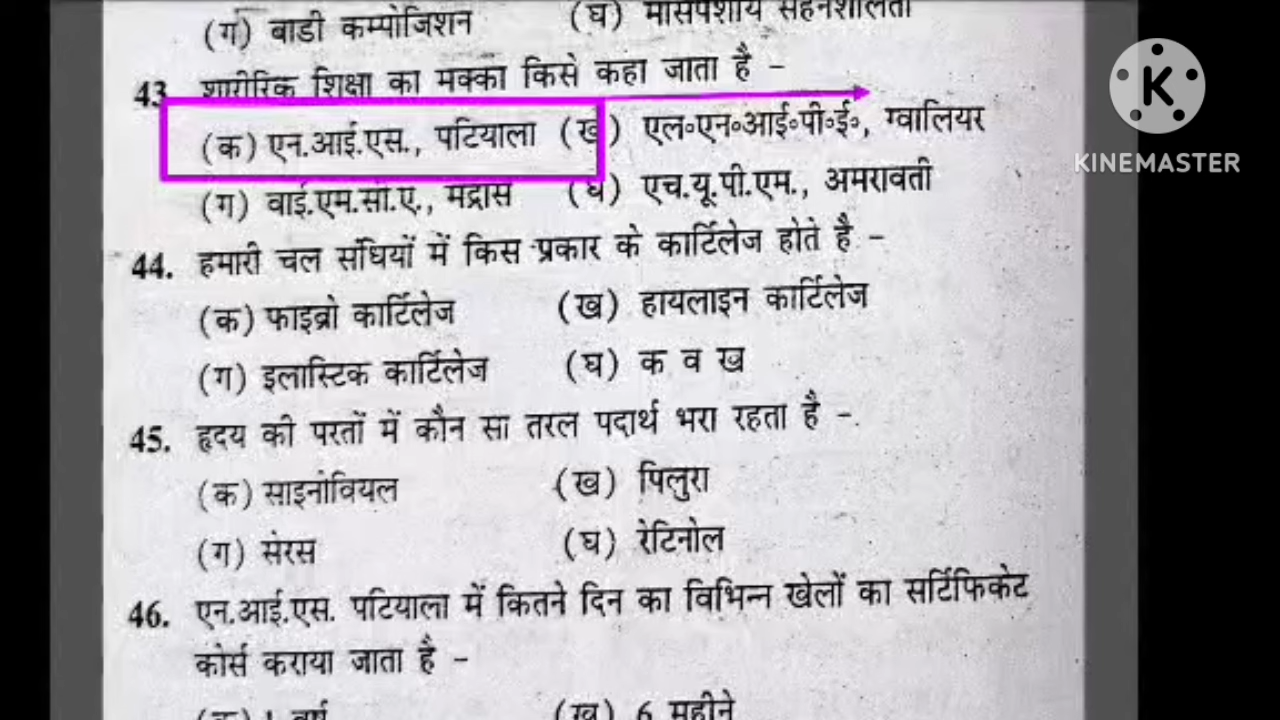 (ग) बाडी कम्पोजिशन (घ) मांसपेशीय सहनशीलता
43. शारीरिक शिक्षा का मक्का किसे कहा जाता है –
(क) एन.आई.एस., पटियाला (ख) एल॰एन॰आई॰पी॰ई॰, ग्वालियर
(ग) वाई.एम.सी.ए., मद्रास (घ) एच.यू.पी.एम., अमरावती
44. हमारी चल संधियों में किस प्रकार के कार्टिलेज होते है –
(क) फाइब्रो कार्टिलेज (ख) हायलाइन कार्टिलेज
(ग) इलास्टिक कार्टिलेज (घ) क व ख
45. हृदय की परतों में कौन सा तरल पदार्थ भरा रहता है –
(क) साइनोवियल (ख) पिलुरा
(ग) सेरस (घ) रेटिनोल
46. एन.आई.एस. पटियाला में कितने दिन का विभिन्न खेलों का सर्टिफिकेट
कोर्स कराया जाता है –
(क) 1 वर्ष (ख) 6 महीने
K
KINEMASTER